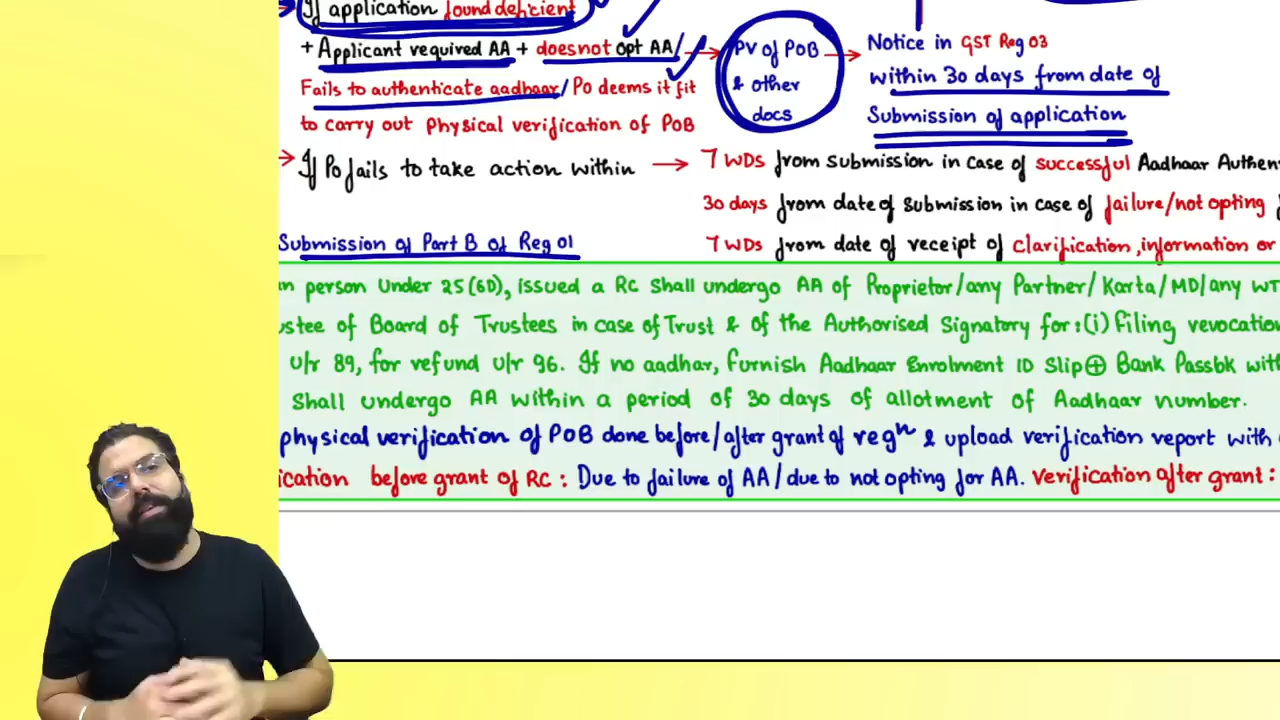 If application found deficient
+ Applicant required AA + doesnot opt AA/ → PV of POB → Notice in GST Reg 03
& other within 30 days from date of
Fails to authenticate aadhaar/ Po deems it fit
docs Submission of application
to carry out Physical verification of POB
→ If Po fails to take action within → 7 WDs from submission in case of successful Aadhaar Authen
30 days from date of submission in case of failure/not opting f
Submission of Part B of Reg 01 7 WDs from date of receipt of clarification, information or
n person under 25(6D), issued a RC shall undergo AA of Proprietor/any Partner/Karta/MD/any WT
ustee of Board of Trustees in case of Trust & of the Authorised Signatory for: (i) Filing revocation
u/r 89, for refund u/r 96. If no aadhar, furnish Aadhaar Enrolment ID Slip ⊕ Bank Passbk with
Shall undergo AA within a period of 30 days of allotment of Aadhaar number.
physical verification of POB done before/after grant of regⁿ & upload verification report with
ication before grant of RC : Due to failure of AA/due to not opting for AA. Verification after grant :